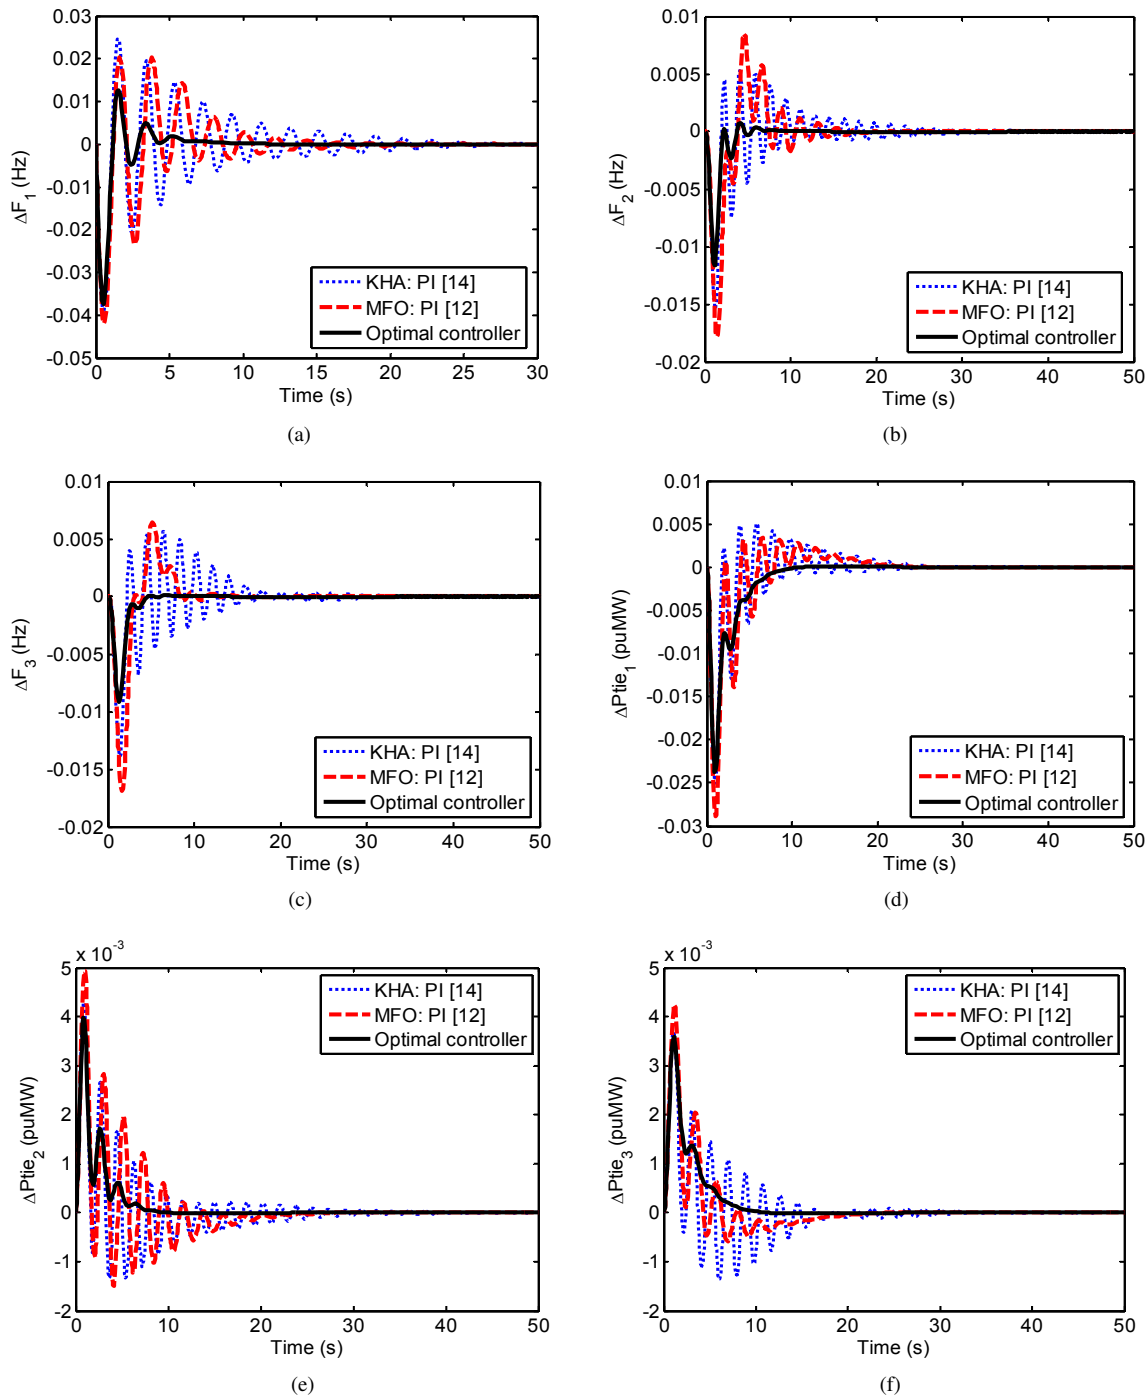 0.03
0.02
0.01
0
-0.01
-0.02
-0.03
-0.04
-0.05
ΔF1 (Hz)
KHA: PI [14]
MFO: PI [12]
Optimal controller
0 5 10 15 20 25 30
Time (s)
(a)
0.01
0.005
0
-0.005
-0.01
-0.015
-0.02
ΔF2 (Hz)
KHA: PI [14]
MFO: PI [12]
Optimal controller
0 10 20 30 40 50
Time (s)
(b)
0.01
0.005
0
-0.005
-0.01
-0.015
-0.02
ΔF3 (Hz)
KHA: PI [14]
MFO: PI [12]
Optimal controller
0 10 20 30 40 50
Time (s)
(c)
0.01
0.005
0
-0.005
-0.01
-0.015
-0.02
-0.025
-0.03
ΔPtie1 (puMW)
KHA: PI [14]
MFO: PI [12]
Optimal controller
0 10 20 30 40 50
Time (s)
(d)
x 10-3
5
4
3
2
1
0
-1
-2
ΔPtie2 (puMW)
KHA: PI [14]
MFO: PI [12]
Optimal controller
0 10 20 30 40 50
Time (s)
(e)
x 10-3
5
4
3
2
1
0
-1
-2
ΔPtie3 (puMW)
KHA: PI [14]
MFO: PI [12]
Optimal controller
0 10 20 30 40 50
Time (s)
(f)